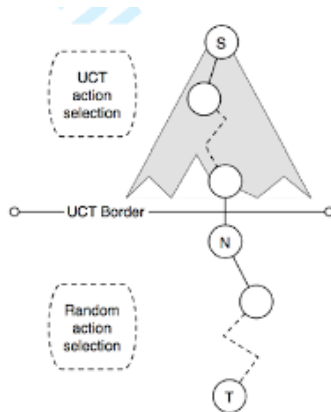 S
UCT
action
selection
UCT Border
N
Random
action
selection
T